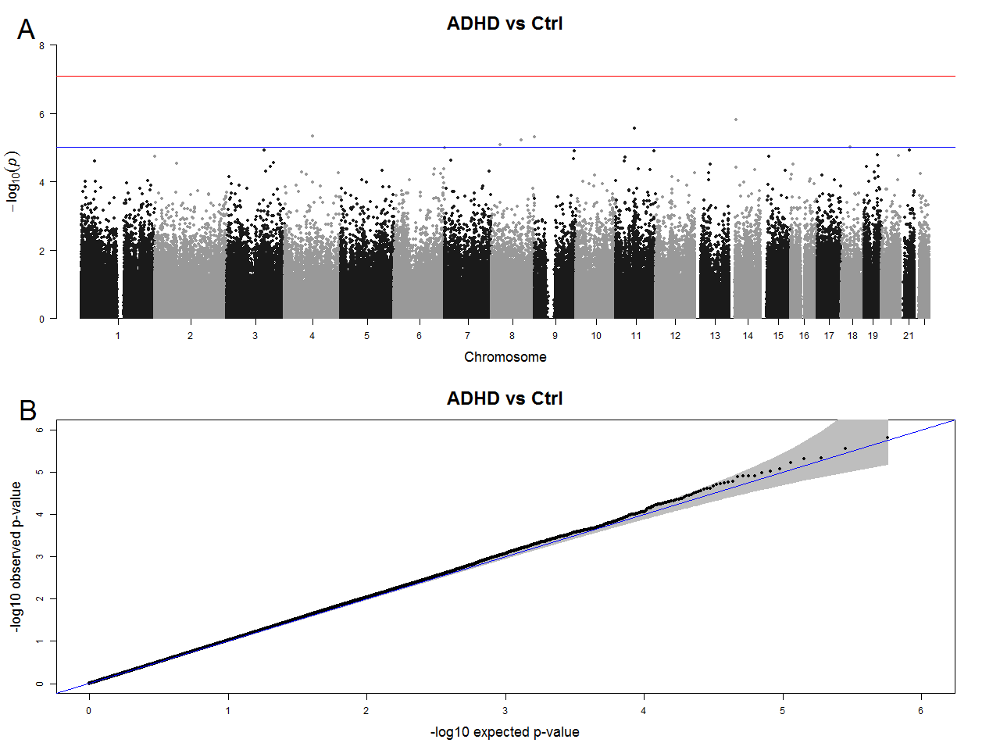 A
ADHD vs Ctrl
−log10(p)
8
6
4
2
0
1 2 3 4 5 6 7 8 9 10 11 12 13 14 15 16 17 18 19 21
Chromosome
B
ADHD vs Ctrl
-log10 observed p-value
6
5
4
3
2
1
0
0 1 2 3 4 5 6
-log10 expected p-value